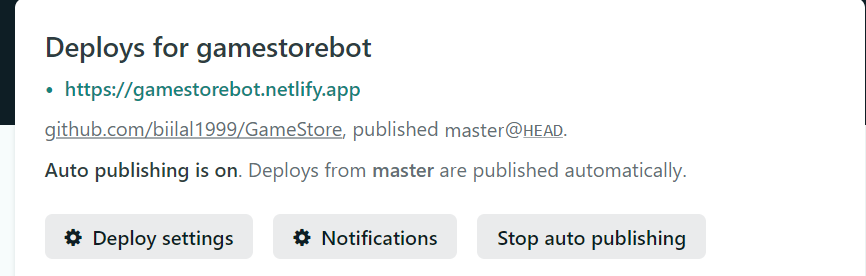 Deploys for gamestorebot
• https://gamestorebot.netlify.app
github.com/biilal1999/GameStore, published master@HEAD.
Auto publishing is on. Deploys from master are published automatically.
Deploy settings Notifications Stop auto publishing